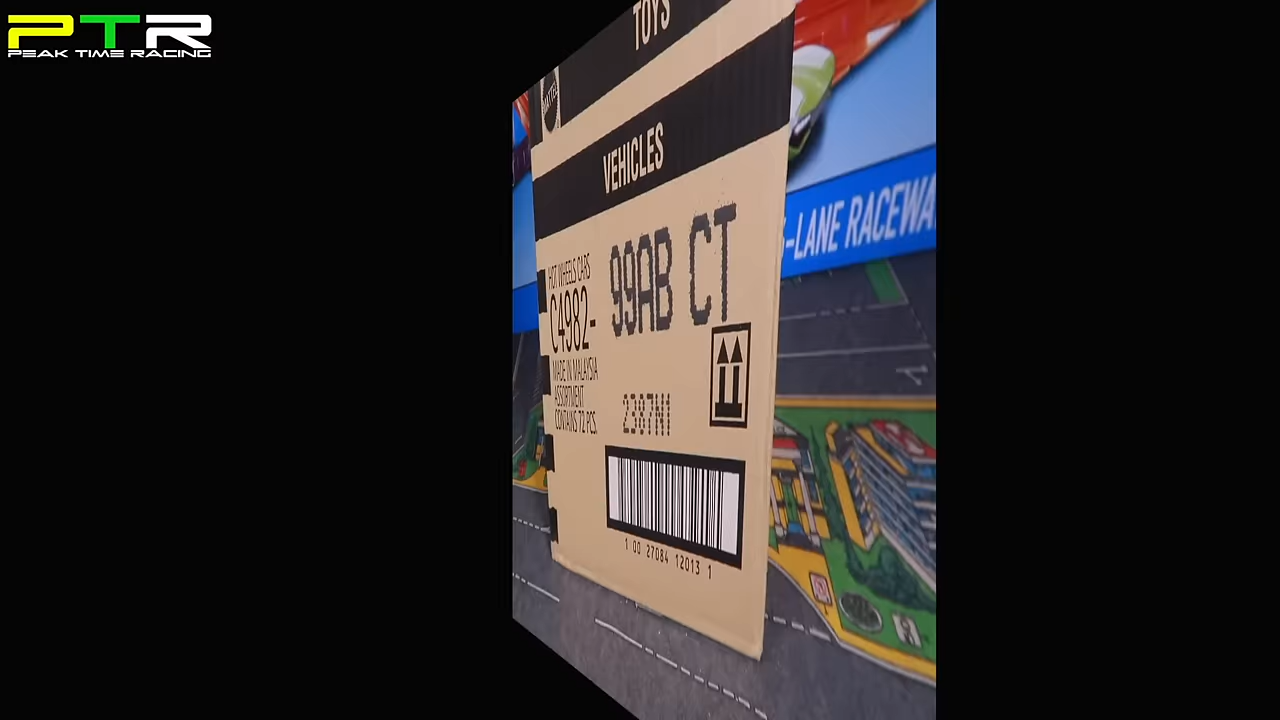 PTR
PEAK TIME RACING
TOYS
MATTEL
VEHICLES
99AB CT
HOT WHEELS CARS
C4982-
MADE IN MALAYSIA
ASSORTMENT
CONTAINS 72 PCS.
2387N1
1 00 27084 12013 1
-LANE RACEWA